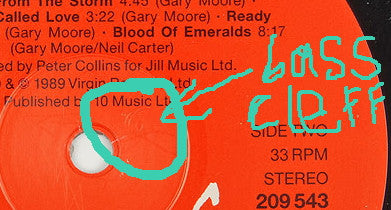 From The Storm 4:45 (Gary Moore) •
Called Love 3:22 (Gary Moore) • Ready
(Gary Moore) • Blood Of Emeralds 8:17
(Gary Moore/Neil Carter)
ed by Peter Collins for Jill Music Ltd.
& © 1989 Virgin Ltd
Published by 10 Music Ltd.
bass
cleff
SIDE TWO
33 RPM
STEREO
209 543